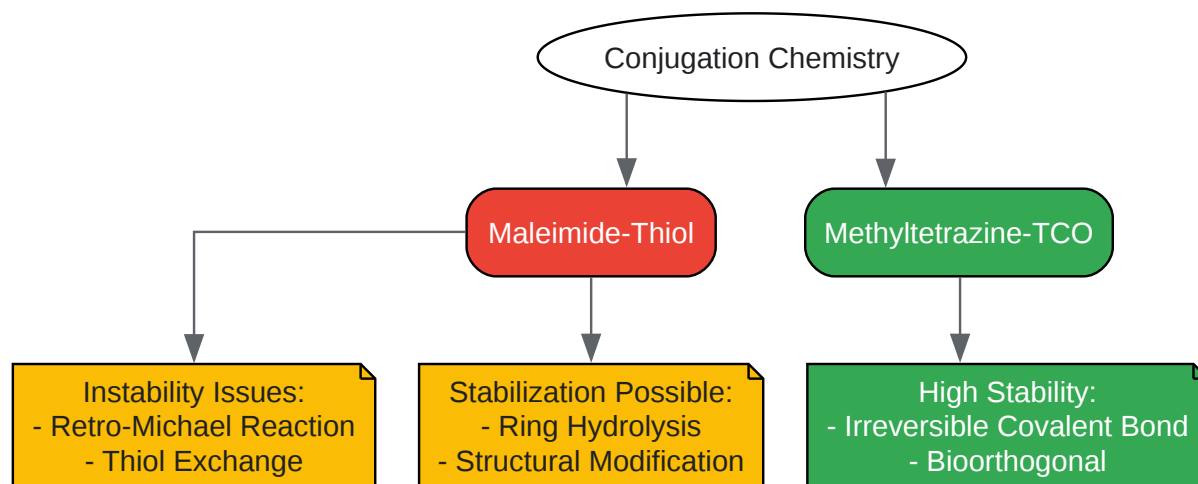 Conjugation Chemistry
Maleimide-Thiol
Methyltetrazine-TCO
Instability Issues:
- Retro-Michael Reaction
- Thiol Exchange
Stabilization Possible:
- Ring Hydrolysis
- Structural Modification
High Stability:
- Irreversible Covalent Bond
- Bioorthogonal